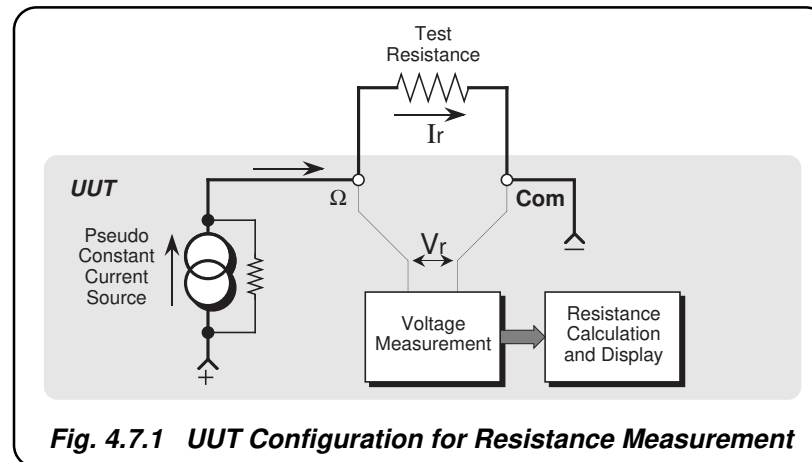 Test
Resistance
Ir
UUT
Ω
Com
Pseudo
Constant
Current
Source
Vr
Voltage
Measurement
Resistance
Calculation
and Display
+
–
Fig. 4.7.1 UUT Configuration for Resistance Measurement